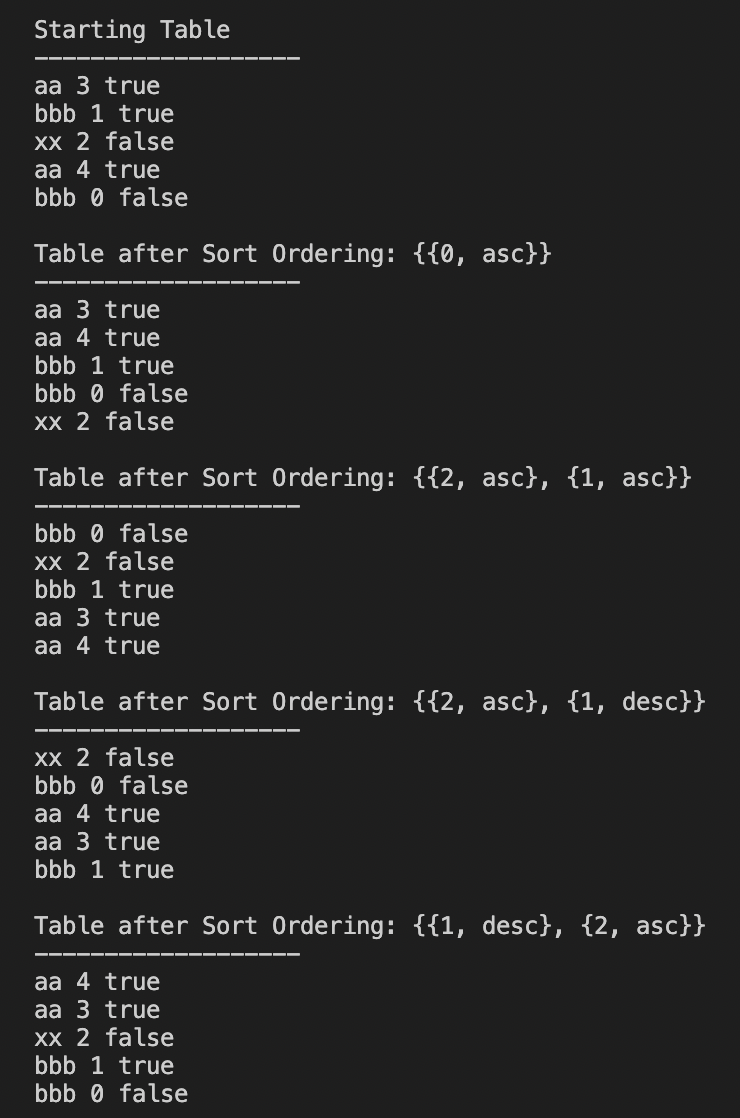 Starting Table
-------------------
aa 3 true
bbb 1 true
xx 2 false
aa 4 true
bbb 0 false
Table after Sort Ordering: {{0, asc}}
-------------------
aa 3 true
aa 4 true
bbb 1 true
bbb 0 false
xx 2 false
Table after Sort Ordering: {{2, asc}, {1, asc}}
-------------------
bbb 0 false
xx 2 false
bbb 1 true
aa 3 true
aa 4 true
Table after Sort Ordering: {{2, asc}, {1, desc}}
-------------------
xx 2 false
bbb 0 false
aa 4 true
aa 3 true
bbb 1 true
Table after Sort Ordering: {{1, desc}, {2, asc}}
-------------------
aa 4 true
aa 3 true
xx 2 false
bbb 1 true
bbb 0 false